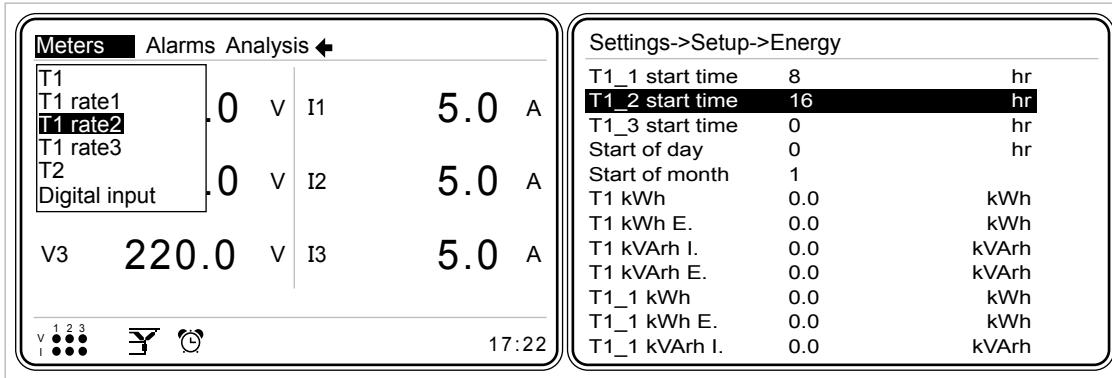 Meters Alarms Analysis
T1
T1 rate1
T1 rate2
T1 rate3
T2
Digital input
.0 V I1 5.0 A
.0 V I2 5.0 A
V3 220.0 V I3 5.0 A
1 2 3
V
I
17:22
Settings->Setup->Energy
T1_1 start time 8 hr
T1_2 start time 16 hr
T1_3 start time 0 hr
Start of day 0 hr
Start of month 1
T1 kWh 0.0 kWh
T1 kWh E. 0.0 kWh
T1 kVArh I. 0.0 kVArh
T1 kVArh E. 0.0 kVArh
T1_1 kWh 0.0 kWh
T1_1 kWh E. 0.0 kWh
T1_1 kVArh I. 0.0 kVArh